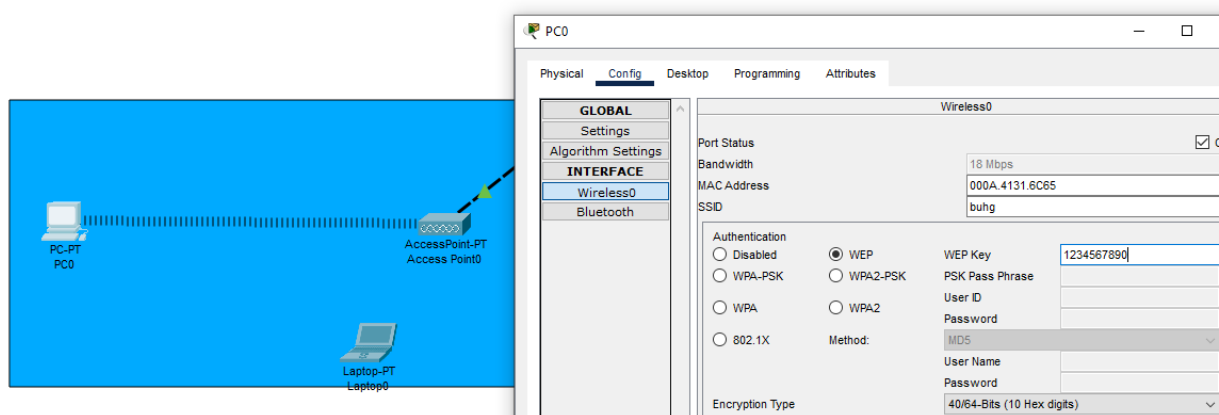 PC0
Physical Config Desktop Programming Attributes
GLOBAL
Settings
Algorithm Settings
INTERFACE
Wireless0
Bluetooth
Wireless0
Port Status
Bandwidth 18 Mbps
MAC Address 000A.4131.6C65
SSID buhg
Authentication
Disabled WEP WEP Key 1234567890
WPA-PSK WPA2-PSK PSK Pass Phrase
WPA WPA2 User ID
Password
802.1X Method: MD5
User Name
Password
Encryption Type 40/64-Bits (10 Hex digits)
PC-PT
PC0
AccessPoint-PT
Access Point0
Laptop-PT
Laptop0